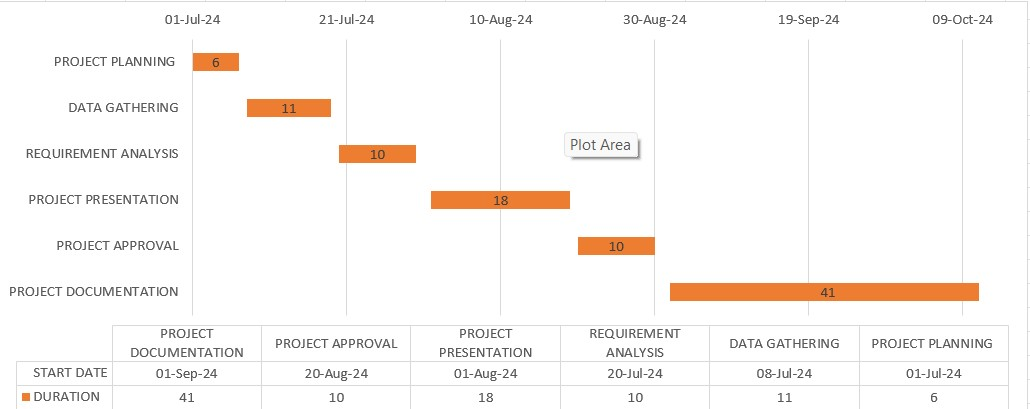 01-Jul-24 21-Jul-24 10-Aug-24 30-Aug-24 19-Sep-24 09-Oct-24
PROJECT PLANNING 6
DATA GATHERING 11
REQUIREMENT ANALYSIS 10
Plot Area
PROJECT PRESENTATION 18
PROJECT APPROVAL 10
PROJECT DOCUMENTATION 41
PROJECT DOCUMENTATION PROJECT APPROVAL PROJECT PRESENTATION REQUIREMENT ANALYSIS DATA GATHERING PROJECT PLANNING
START DATE 01-Sep-24 20-Aug-24 01-Aug-24 20-Jul-24 08-Jul-24 01-Jul-24
DURATION 41 10 18 10 11 6